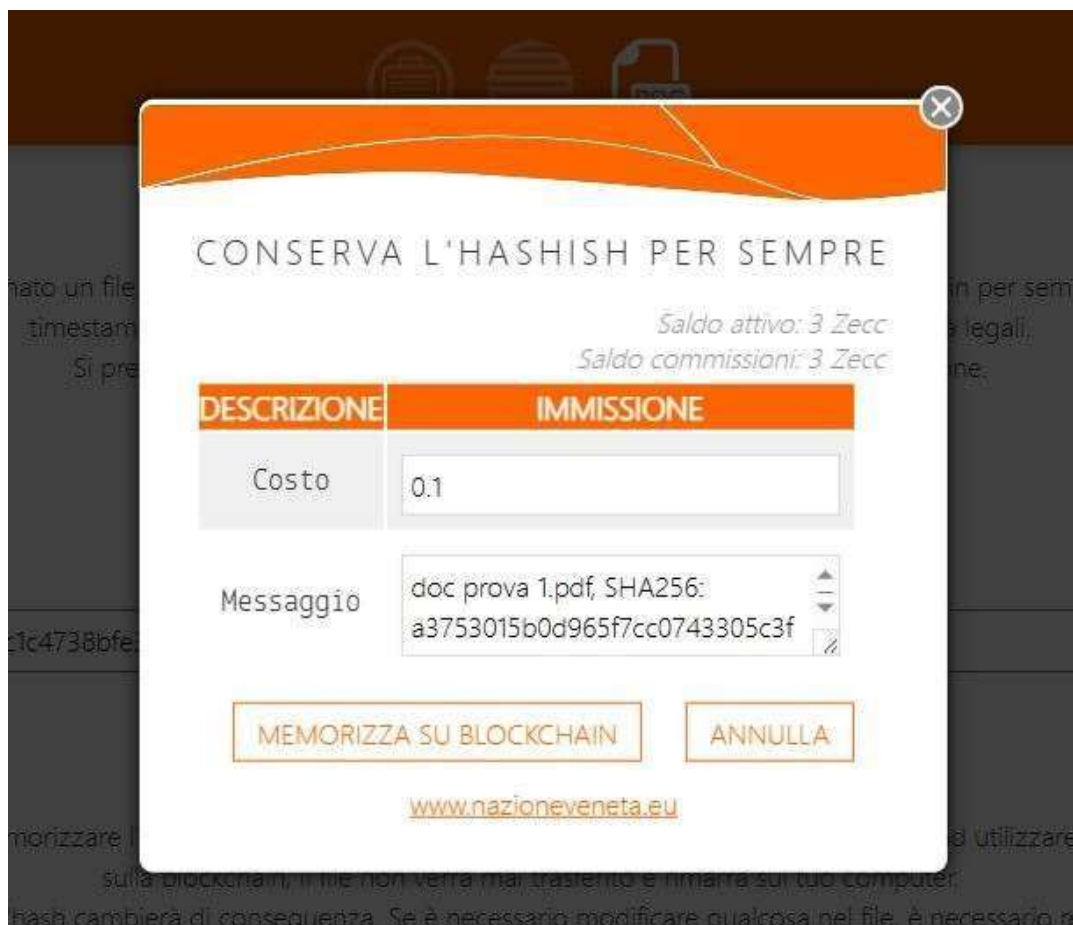 DOC
CONSERVA L'HASHISH PER SEMPRE
nato un file
in per sem
timestam
legali.
Si pre
ne.
Saldo attivo: 3 Zecc
Saldo commissioni: 3 Zecc
DESCRIZIONE IMMISSIONE
Costo 0.1
Messaggio doc prova 1.pdf, SHA256:
a3753015b0d965f7cc0743305c3f
c1c4738bfe.
MEMORIZZA SU BLOCKCHAIN ANNULLA
www.nazioneveneta.eu
morizzare l
d utilizzare
sulla blockchain, il file non verrà mai trasferito e rimarrà sul tuo computer.
hash cambierà di conseguenza. Se è necessario modificare qualcosa nel file, è necessario